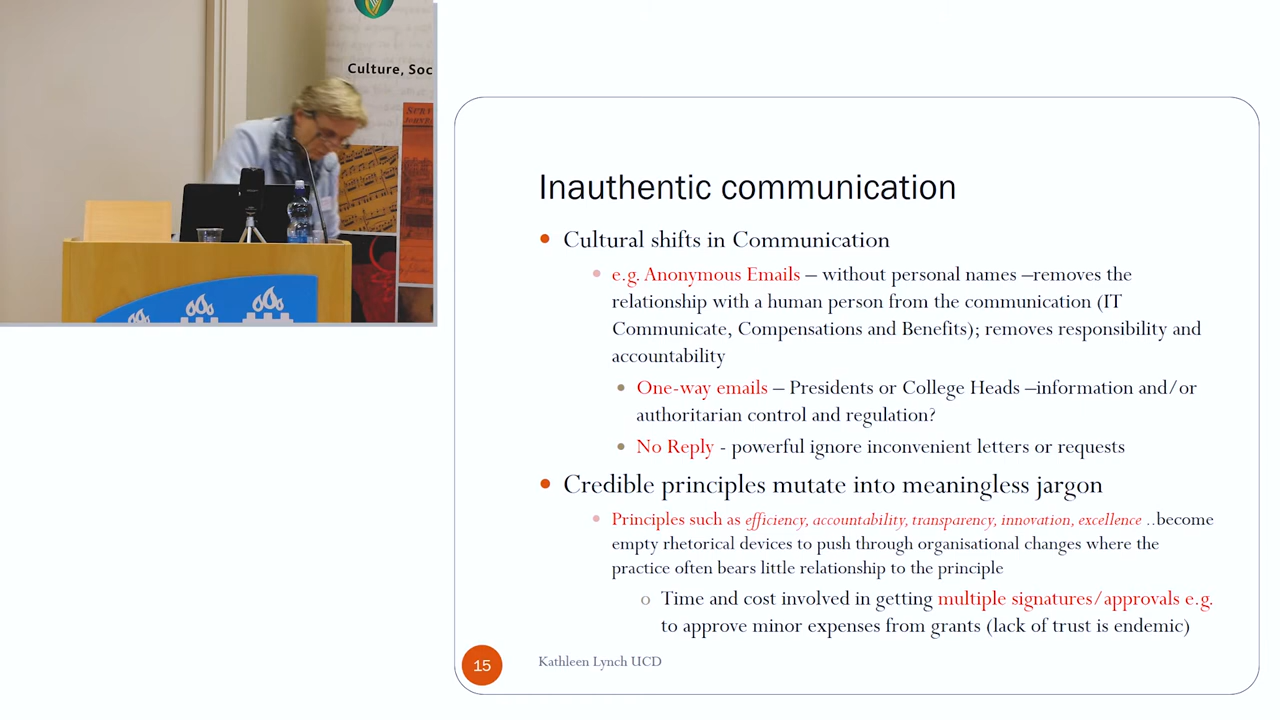 Culture, Soc
Inauthentic communication
Cultural shifts in Communication
e.g. Anonymous Emails – without personal names –removes the
relationship with a human person from the communication (IT
Communicate, Compensations and Benefits); removes responsibility and
accountability
One-way emails – Presidents or College Heads –information and/or
authoritarian control and regulation?
No Reply - powerful ignore inconvenient letters or requests
Credible principles mutate into meaningless jargon
Principles such as efficiency, accountability, transparency, innovation, excellence ..become
empty rhetorical devices to push through organisational changes where the
practice often bears little relationship to the principle
Time and cost involved in getting multiple signatures/approvals e.g.
to approve minor expenses from grants (lack of trust is endemic)
15
Kathleen Lynch UCD